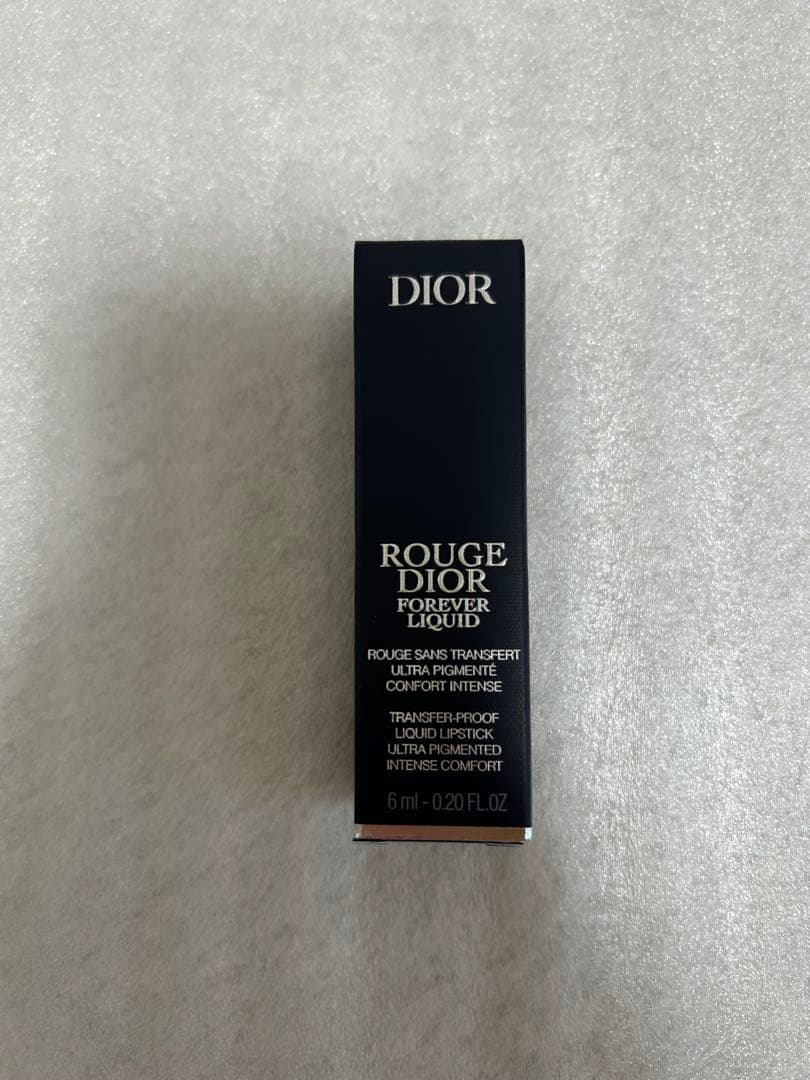 DIOR
ROUGE
DIOR
FOREVER
LIQUID
ROUGE SANS TRANSFERT
ULTRA PIGMENTÉ
CONFORT INTENSE
TRANSFER-PROOF
LIQUID LIPSTICK
ULTRA PIGMENTED
INTENSE COMFORT
6 ml - 0.20 FL.OZ